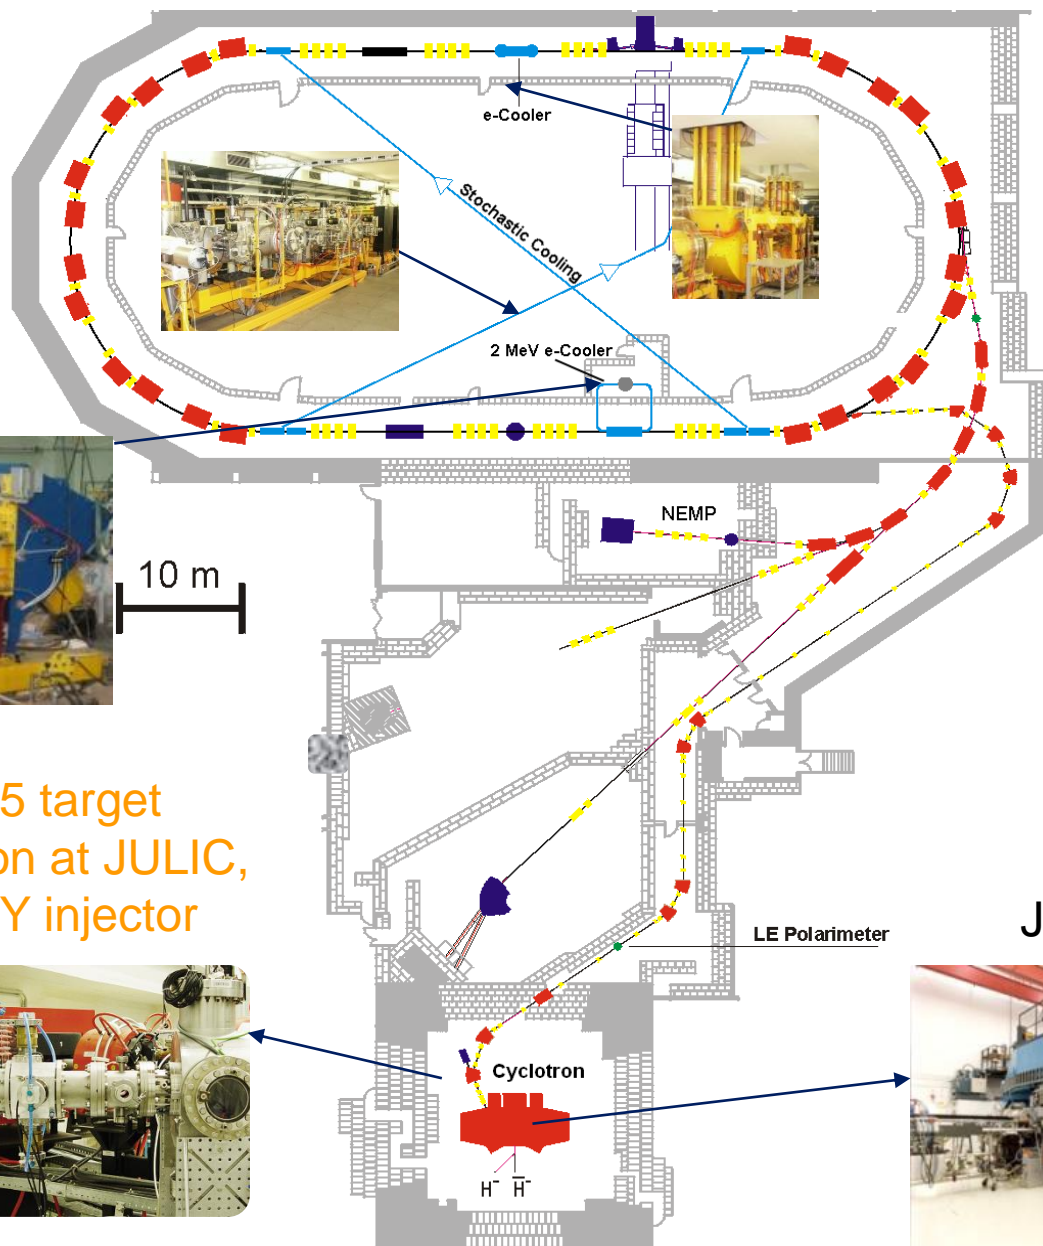 e-Cooler
Stochastic Cooling
2 MeV e-Cooler
NEMP
10 m
5 target
on at JULIC,
Y injector
J
LE Polarimeter
Cyclotron
H⁻ H̅⁻